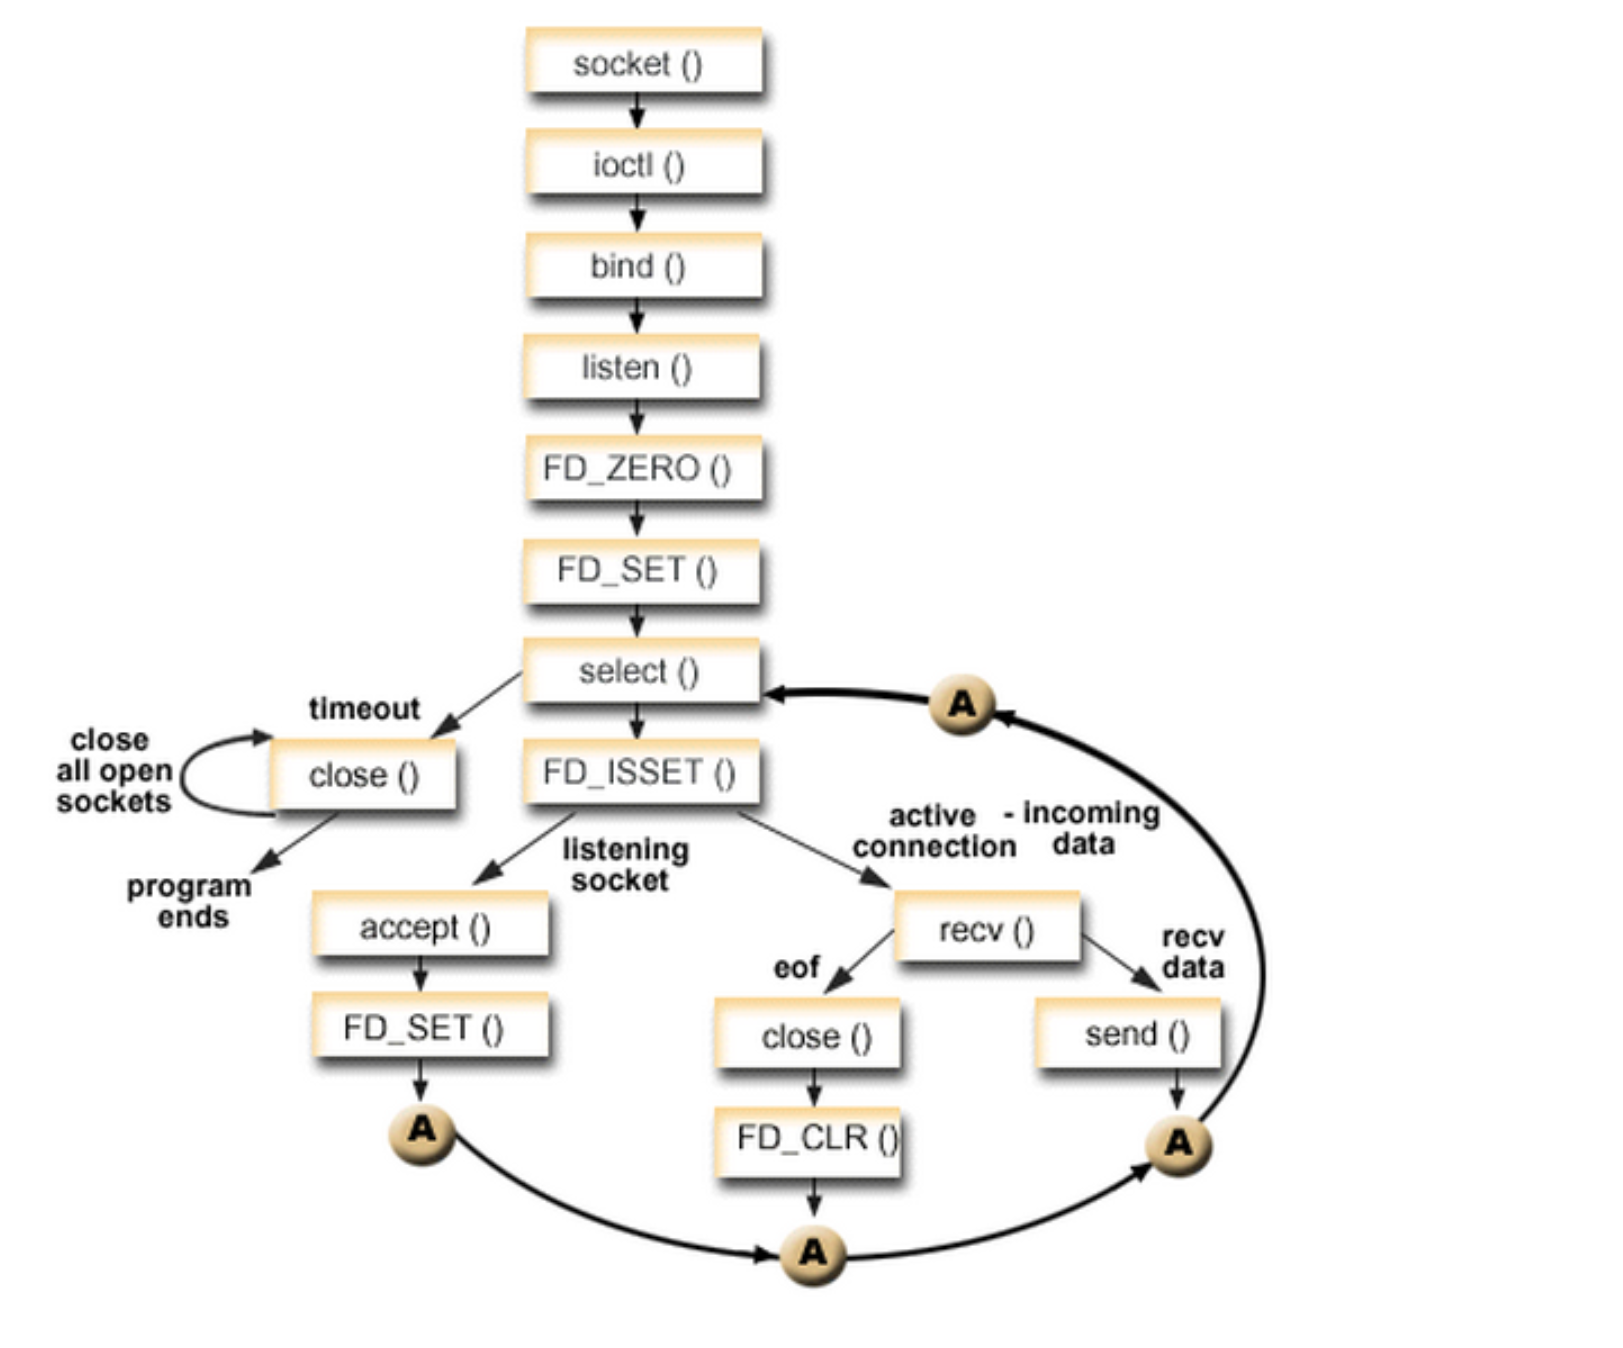 socket ()
ioctl ()
bind ()
listen ()
FD_ZERO ()
FD_SET ()
select ()
A
timeout
close
all open
sockets
close ()
FD_ISSET ()
program
ends
listening
socket
active - incoming
connection data
accept ()
recv ()
eof
recv
data
FD_SET ()
close ()
send ()
A
FD_CLR ()
A
A